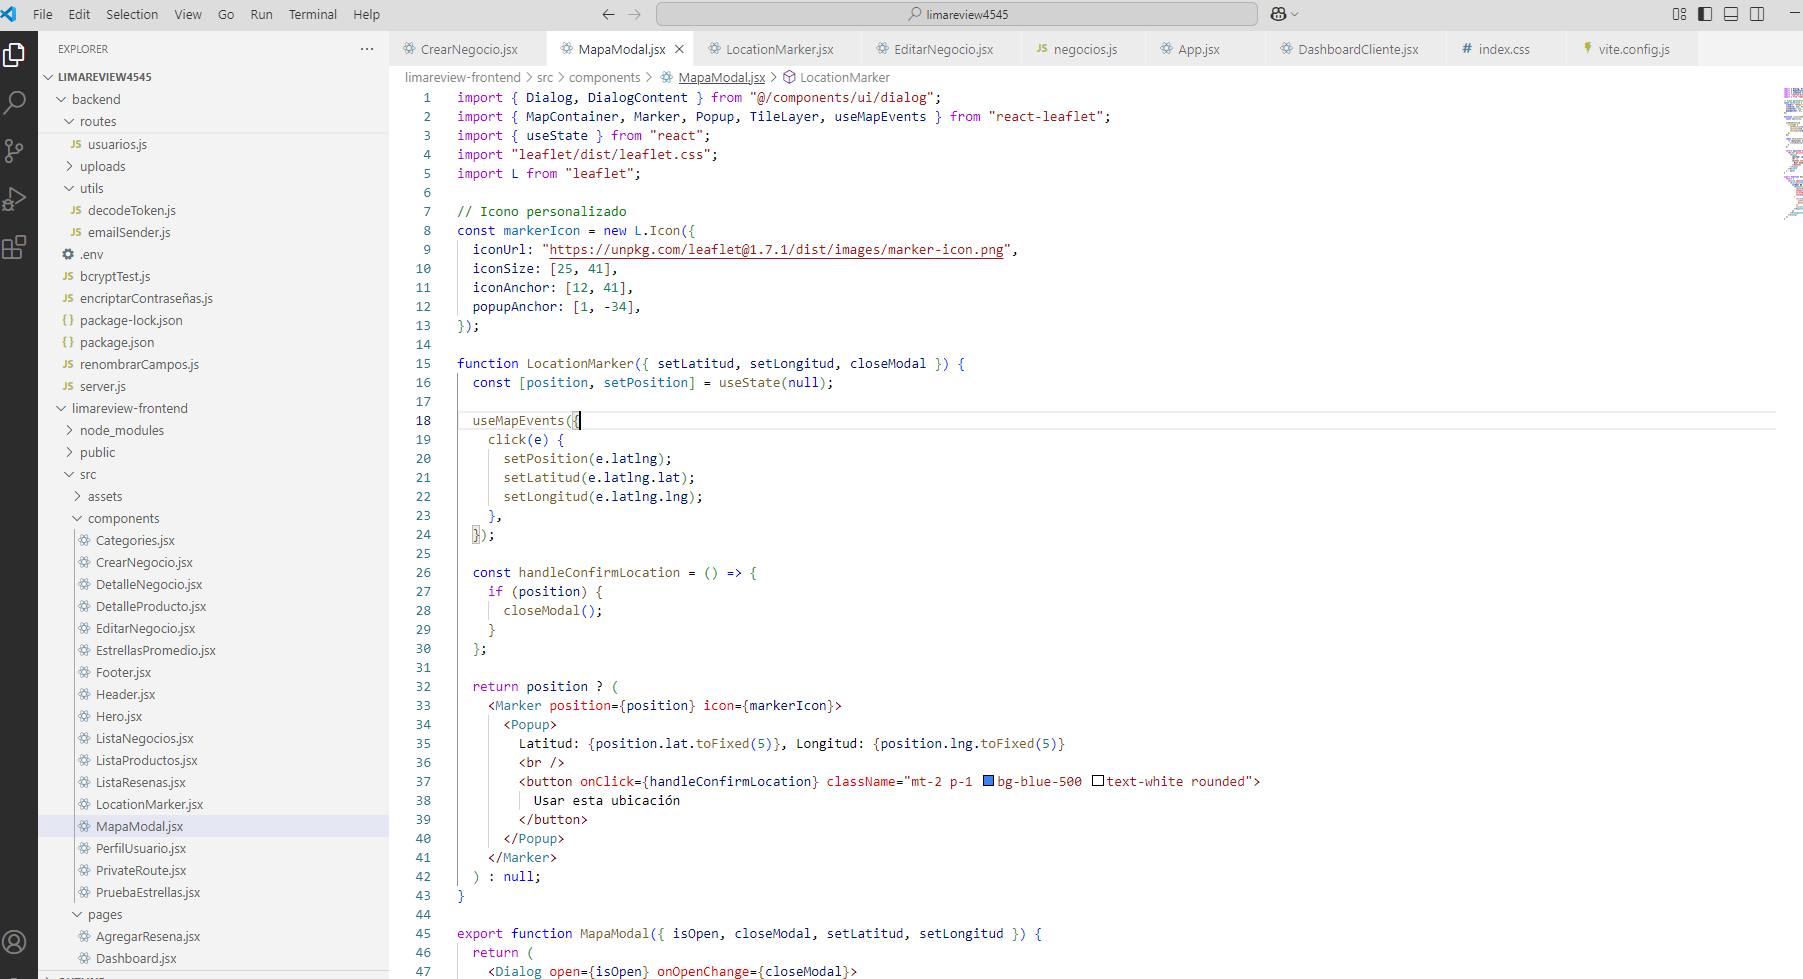 File Edit Selection View Go Run Terminal Help
limareview4545
EXPLORER
LIMAREVIEW4545
backend
routes
JS usuarios.js
uploads
utils
JS decodeToken.js
JS emailSender.js
.env
JS bcryptTest.js
JS encriptarContraseñas.js
{} package-lock.json
{} package.json
JS renombrarCampos.js
JS server.js
limareview-frontend
node_modules
public
src
assets
components
Categories.jsx
CrearNegocio.jsx
DetalleNegocio.jsx
DetalleProducto.jsx
EditarNegocio.jsx
EstrellasPromedio.jsx
Footer.jsx
Header.jsx
Hero.jsx
ListaNegocios.jsx
ListaProductos.jsx
ListaResenas.jsx
LocationMarker.jsx
MapaModal.jsx
PerfilUsuario.jsx
PrivateRoute.jsx
PruebaEstrellas.jsx
pages
AgregarResena.jsx
Dashboard.jsx
CrearNegocio.jsx MapaModal.jsx LocationMarker.jsx EditarNegocio.jsx JS negocios.js App.jsx DashboardCliente.jsx # index.css vite.config.js
limareview-frontend > src > components > MapaModal.jsx > LocationMarker
1 import { Dialog, DialogContent } from "@/components/ui/dialog";
2 import { MapContainer, Marker, Popup, TileLayer, useMapEvents } from "react-leaflet";
3 import { useState } from "react";
4 import "leaflet/dist/leaflet.css";
5 import L from "leaflet";
6
7 // Icono personalizado
8 const markerIcon = new L.Icon({
9 iconUrl: "https://unpkg.com/leaflet@1.7.1/dist/images/marker-icon.png",
10 iconSize: [25, 41],
11 iconAnchor: [12, 41],
12 popupAnchor: [1, -34],
13 });
14
15 function LocationMarker({ setLatitud, setLongitud, closeModal }) {
16 const [position, setPosition] = useState(null);
17
18 useMapEvents({
19 click(e) {
20 setPosition(e.latlng);
21 setLatitud(e.latlng.lat);
22 setLongitud(e.latlng.lng);
23 },
24 });
25
26 const handleConfirmLocation = () => {
27 if (position) {
28 closeModal();
29 }
30 };
31
32 return position ? (
33 <Marker position={position} icon={markerIcon}>
34 <Popup>
35 Latitud: {position.lat.toFixed(5)}, Longitud: {position.lng.toFixed(5)}
36 <br />
37 <button onClick={handleConfirmLocation} className="mt-2 p-1 bg-blue-500 text-white rounded">
38 Usar esta ubicación
39 </button>
40 </Popup>
41 </Marker>
42 ) : null;
43 }
44
45 export function MapaModal({ isOpen, closeModal, setLatitud, setLongitud }) {
46 return (
47 <Dialog open={isOpen} onOpenChange={closeModal}>